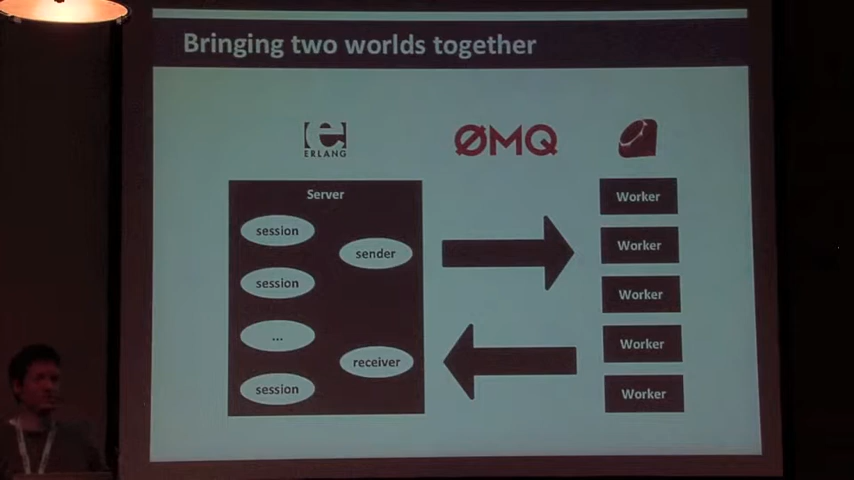 Bringing two worlds together
ERLANG
ØMQ
Server
session
sender
session
...
receiver
session
Worker
Worker
Worker
Worker
Worker